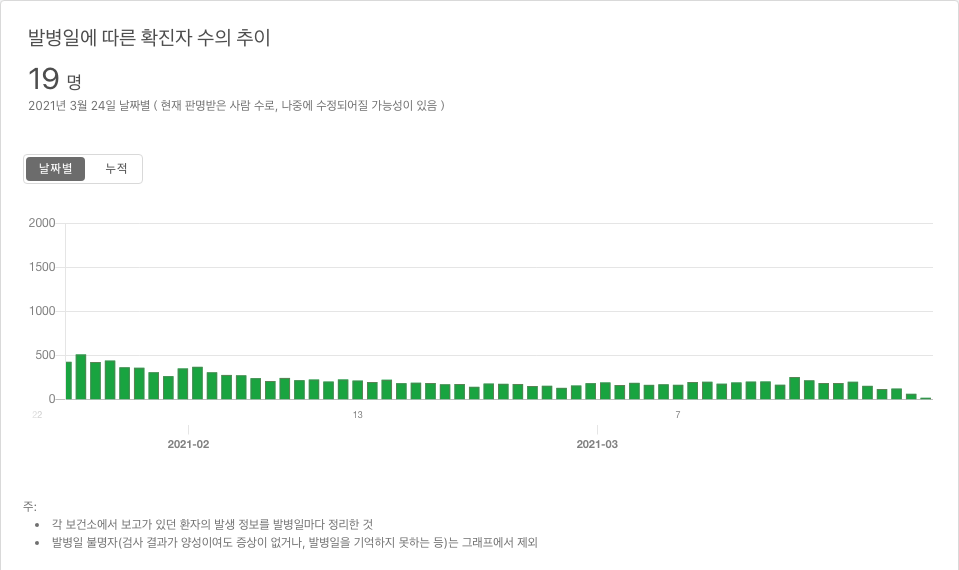 발병일에 따른 확진자 수의 추이
19 명
2021년 3월 24일 날짜별 ( 현재 판명받은 사람 수로, 나중에 수정되어질 가능성이 있음 )
날짜별 누적
2000
1500
1000
500
0
22 13 7
2021-02 2021-03
주:
• 각 보건소에서 보고가 있던 환자의 발생 정보를 발병일마다 정리한 것
• 발병일 불명자(검사 결과가 양성이여도 증상이 없거나, 발병일을 기억하지 못하는 등)는 그래프에서 제외